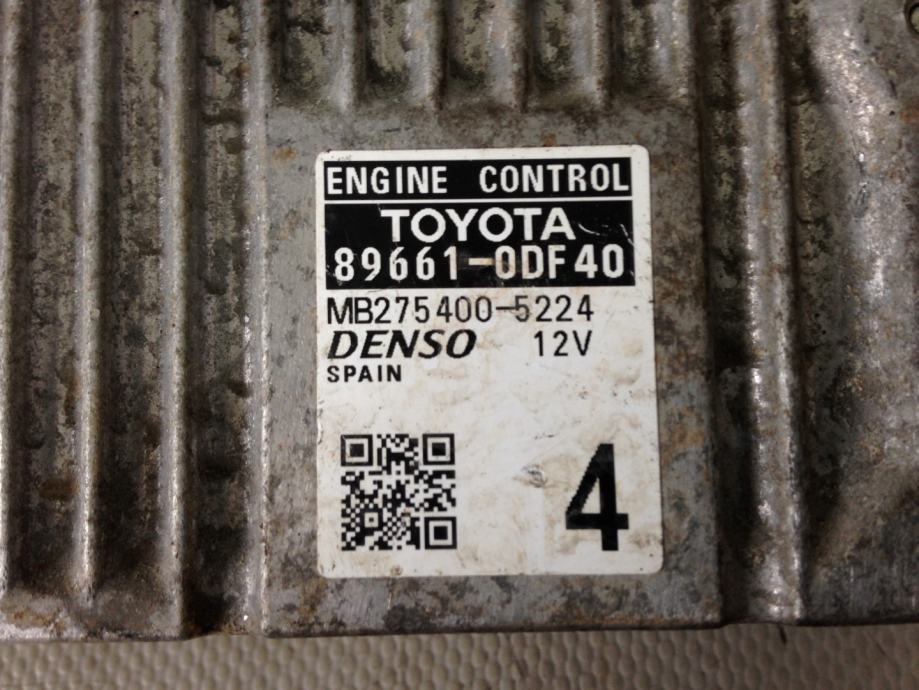 ENGINE CONTROL
TOYOTA
89661-0DF40
MB275400-5224
DENSO 12V
SPAIN
4